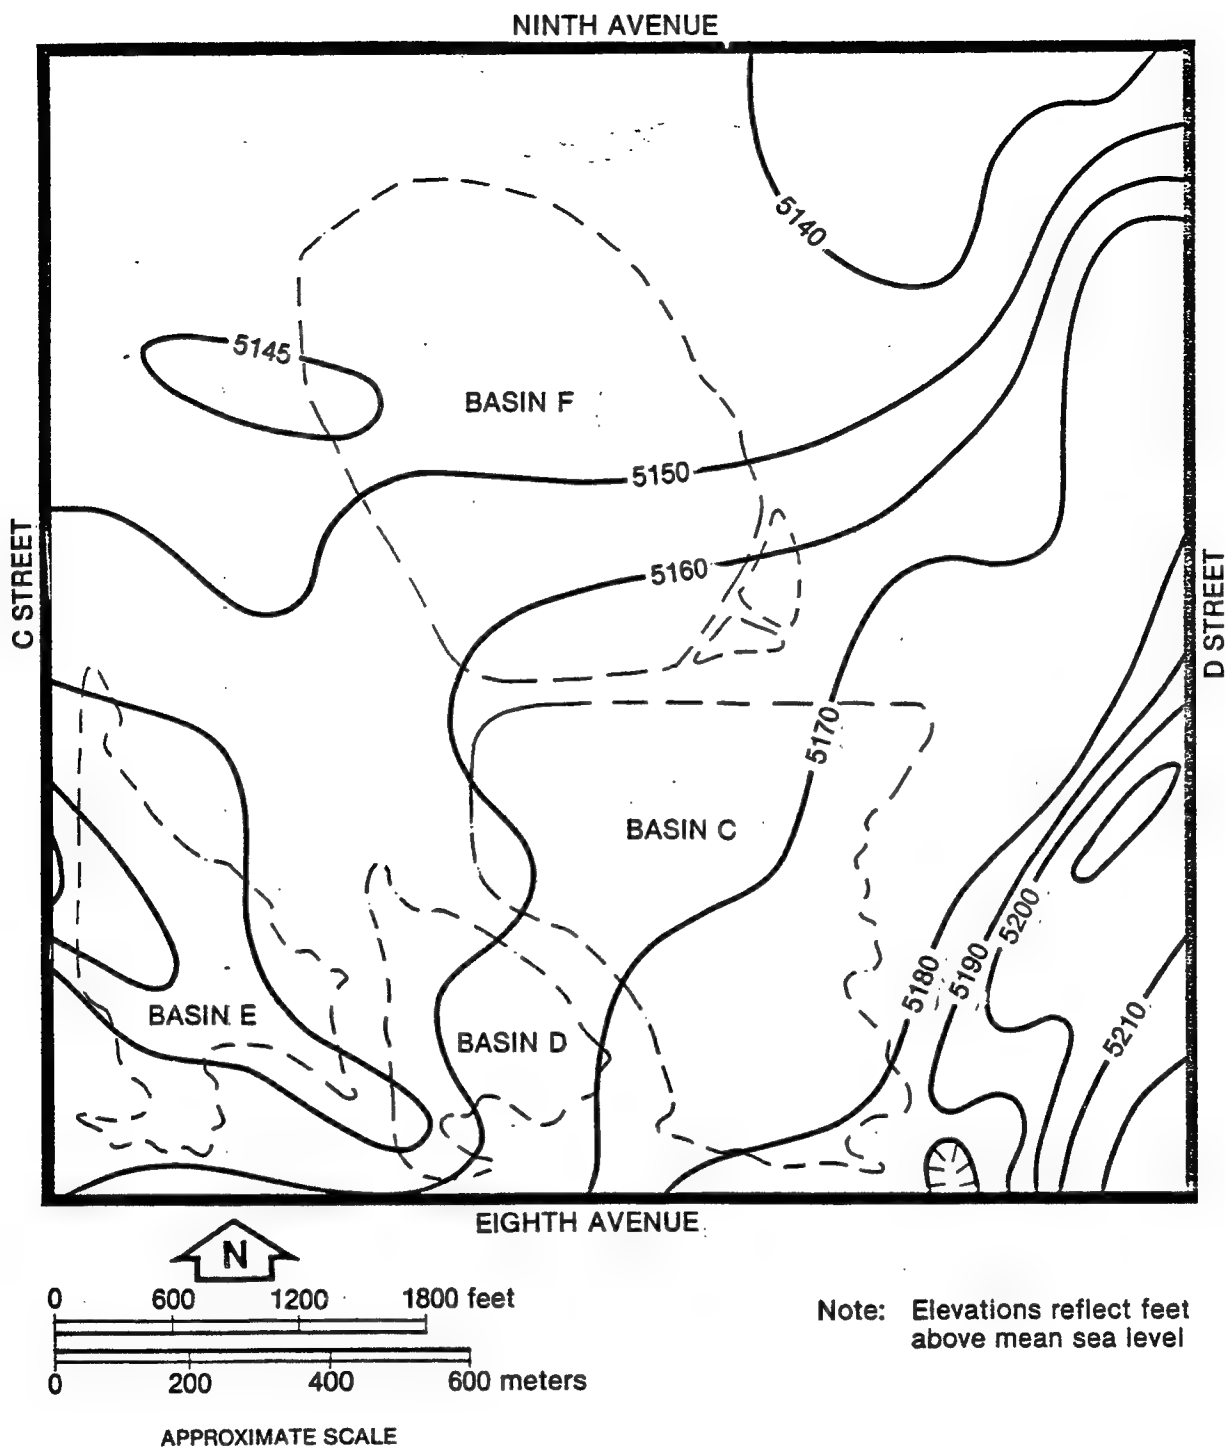 NINTH AVENUE
5140
5145
BASIN F
5150
C STREET
5160
D STREET
5170
BASIN C
5200
5180
5190
BASIN E
BASIN D
5210
EIGHTH AVENUE
N
0 600 1200 1800 feet
0 200 400 600 meters
APPROXIMATE SCALE
Note: Elevations reflect feet
above mean sea level